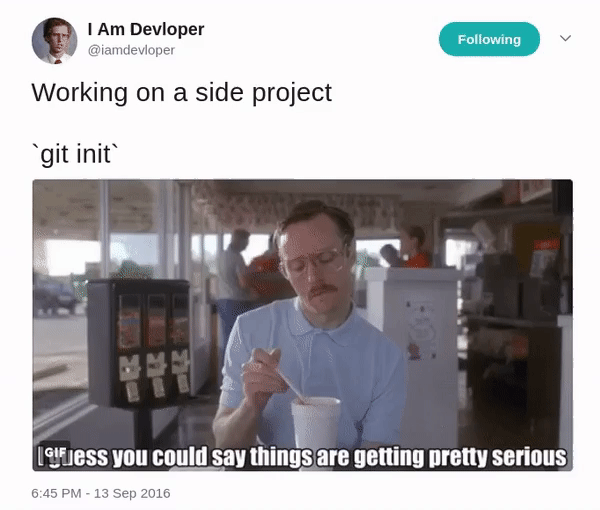 I Am Devloper
@iamdevloper
Following
Working on a side project
`git init`
GIF
I guess you could say things are getting pretty serious
6:45 PM - 13 Sep 2016